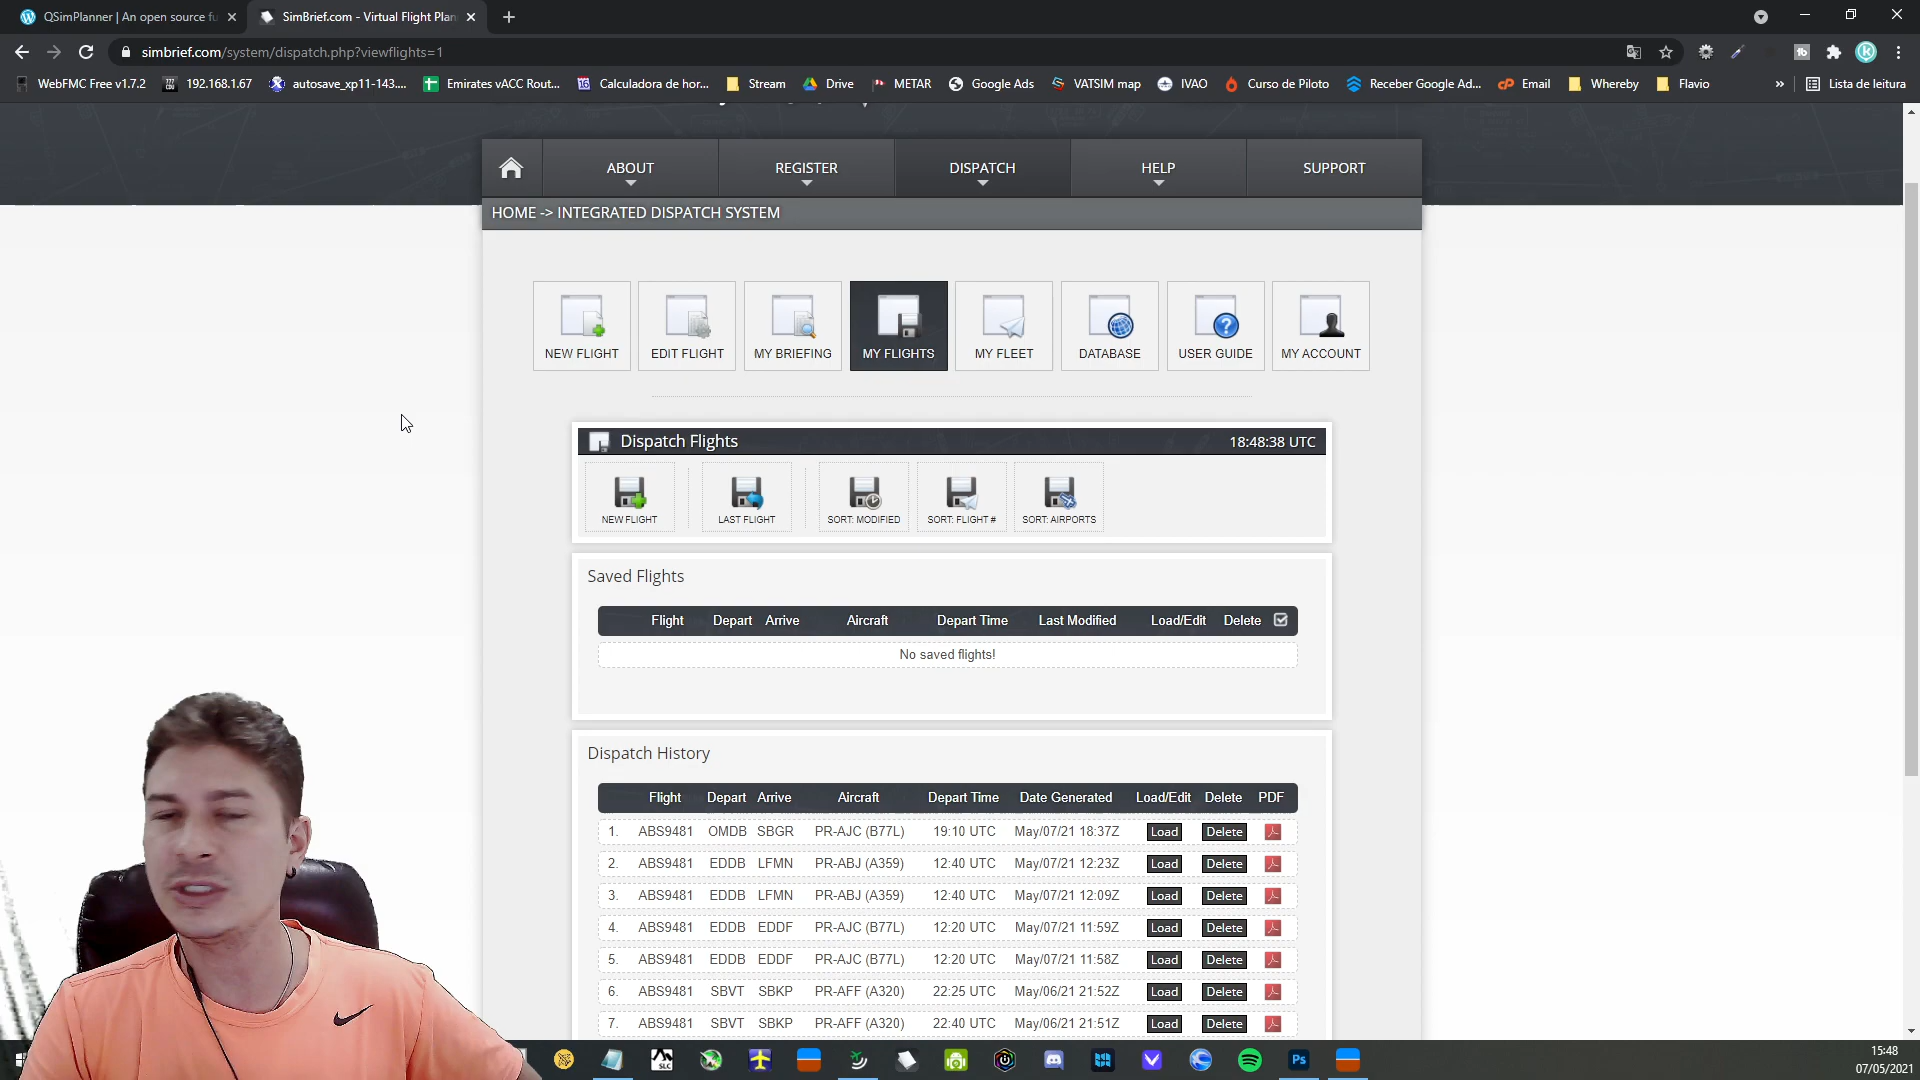 QSimPlanner | An open source fu
SimBrief.com - Virtual Flight Plan
simbrief.com/system/dispatch.php?viewflights=1
WebFMC Free v1.7.2
192.168.1.67
autosave_xp11-143....
Emirates vACC Rout...
Calculadora de hor...
Stream
Drive
METAR
Google Ads
VATSIM map
IVAO
Curso de Piloto
Receber Google Ad...
Email
Whereby
Flavio
»
Lista de leitura
ABOUT
REGISTER
DISPATCH
HELP
SUPPORT
HOME -> INTEGRATED DISPATCH SYSTEM
NEW FLIGHT
EDIT FLIGHT
MY BRIEFING
MY FLIGHTS
MY FLEET
DATABASE
USER GUIDE
MY ACCOUNT
Dispatch Flights
18:48:38 UTC
NEW FLIGHT
LAST FLIGHT
SORT: MODIFIED
SORT: FLIGHT #
SORT: AIRPORTS
Saved Flights
Flight Depart Arrive Aircraft Depart Time Last Modified Load/Edit Delete
No saved flights!
Dispatch History
Flight Depart Arrive Aircraft Depart Time Date Generated Load/Edit Delete PDF
1. ABS9481 OMDB SBGR PR-AJC (B77L) 19:10 UTC May/07/21 18:37Z Load Delete
2. ABS9481 EDDB LFMN PR-ABJ (A359) 12:40 UTC May/07/21 12:23Z Load Delete
3. ABS9481 EDDB LFMN PR-ABJ (A359) 12:40 UTC May/07/21 12:09Z Load Delete
4. ABS9481 EDDB EDDF PR-AJC (B77L) 12:20 UTC May/07/21 11:59Z Load Delete
5. ABS9481 EDDB EDDF PR-AJC (B77L) 12:20 UTC May/07/21 11:58Z Load Delete
6. ABS9481 SBVT SBKP PR-AFF (A320) 22:25 UTC May/06/21 21:52Z Load Delete
7. ABS9481 SBVT SBKP PR-AFF (A320) 22:40 UTC May/06/21 21:51Z Load Delete
SLC
Ps
15:48
07/05/2021